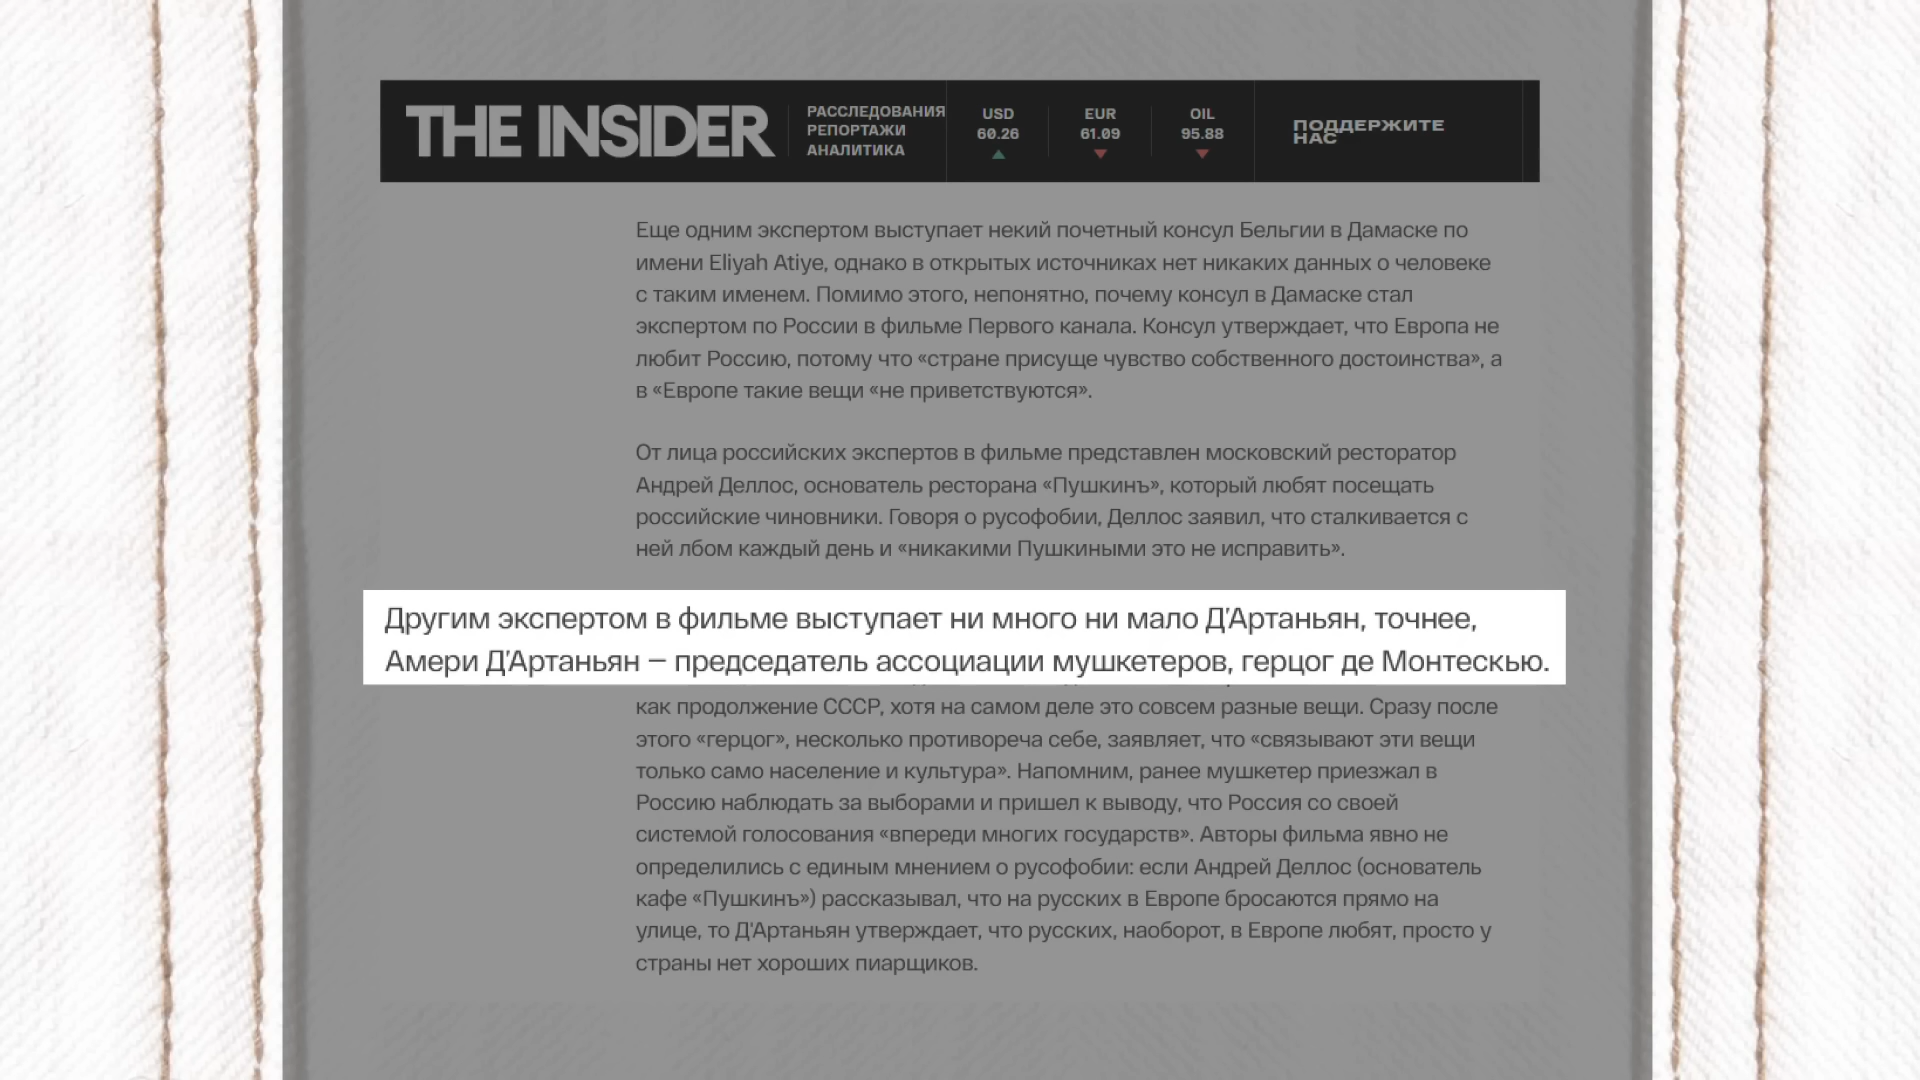 THE INSIDER
РАССЛЕДОВАНИЯ
РЕПОРТАЖИ
АНАЛИТИКА
USD
60.26
EUR
61.09
OIL
95.88
ПОДДЕРЖИТЕ
НАС
Еще одним экспертом выступает некий почетный консул Бельгии в Дамаске по
имени Eliyah Atiye, однако в открытых источниках нет никаких данных о человеке
с таким именем. Помимо этого, непонятно, почему консул в Дамаске стал
экспертом по России в фильме Первого канала. Консул утверждает, что Европа не
любит Россию, потому что «стране присуще чувство собственного достоинства», а
в «Европе такие вещи «не приветствуются».
От лица российских экспертов в фильме представлен московский ресторатор
Андрей Деллос, основатель ресторана «Пушкинъ», который любят посещать
российские чиновники. Говоря о русофобии, Деллос заявил, что сталкивается с
ней лбом каждый день и «никакими Пушкиными это не исправить».
Другим экспертом в фильме выступает ни много ни мало Д'Артаньян, точнее,
Амери Д'Артаньян – председатель ассоциации мушкетеров, герцог де Монтескью.
как продолжение СССР, хотя на самом деле это совсем разные вещи. Сразу после
этого «герцог», несколько противореча себе, заявляет, что «связывают эти вещи
только само население и культура». Напомним, ранее мушкетер приезжал в
Россию наблюдать за выборами и пришел к выводу, что Россия со своей
системой голосования «впереди многих государств». Авторы фильма явно не
определились с единым мнением о русофобии: если Андрей Деллос (основатель
кафе «Пушкинъ») рассказывал, что на русских в Европе бросаются прямо на
улице, то Д'Артаньян утверждает, что русских, наоборот, в Европе любят, просто у
страны нет хороших пиарщиков.